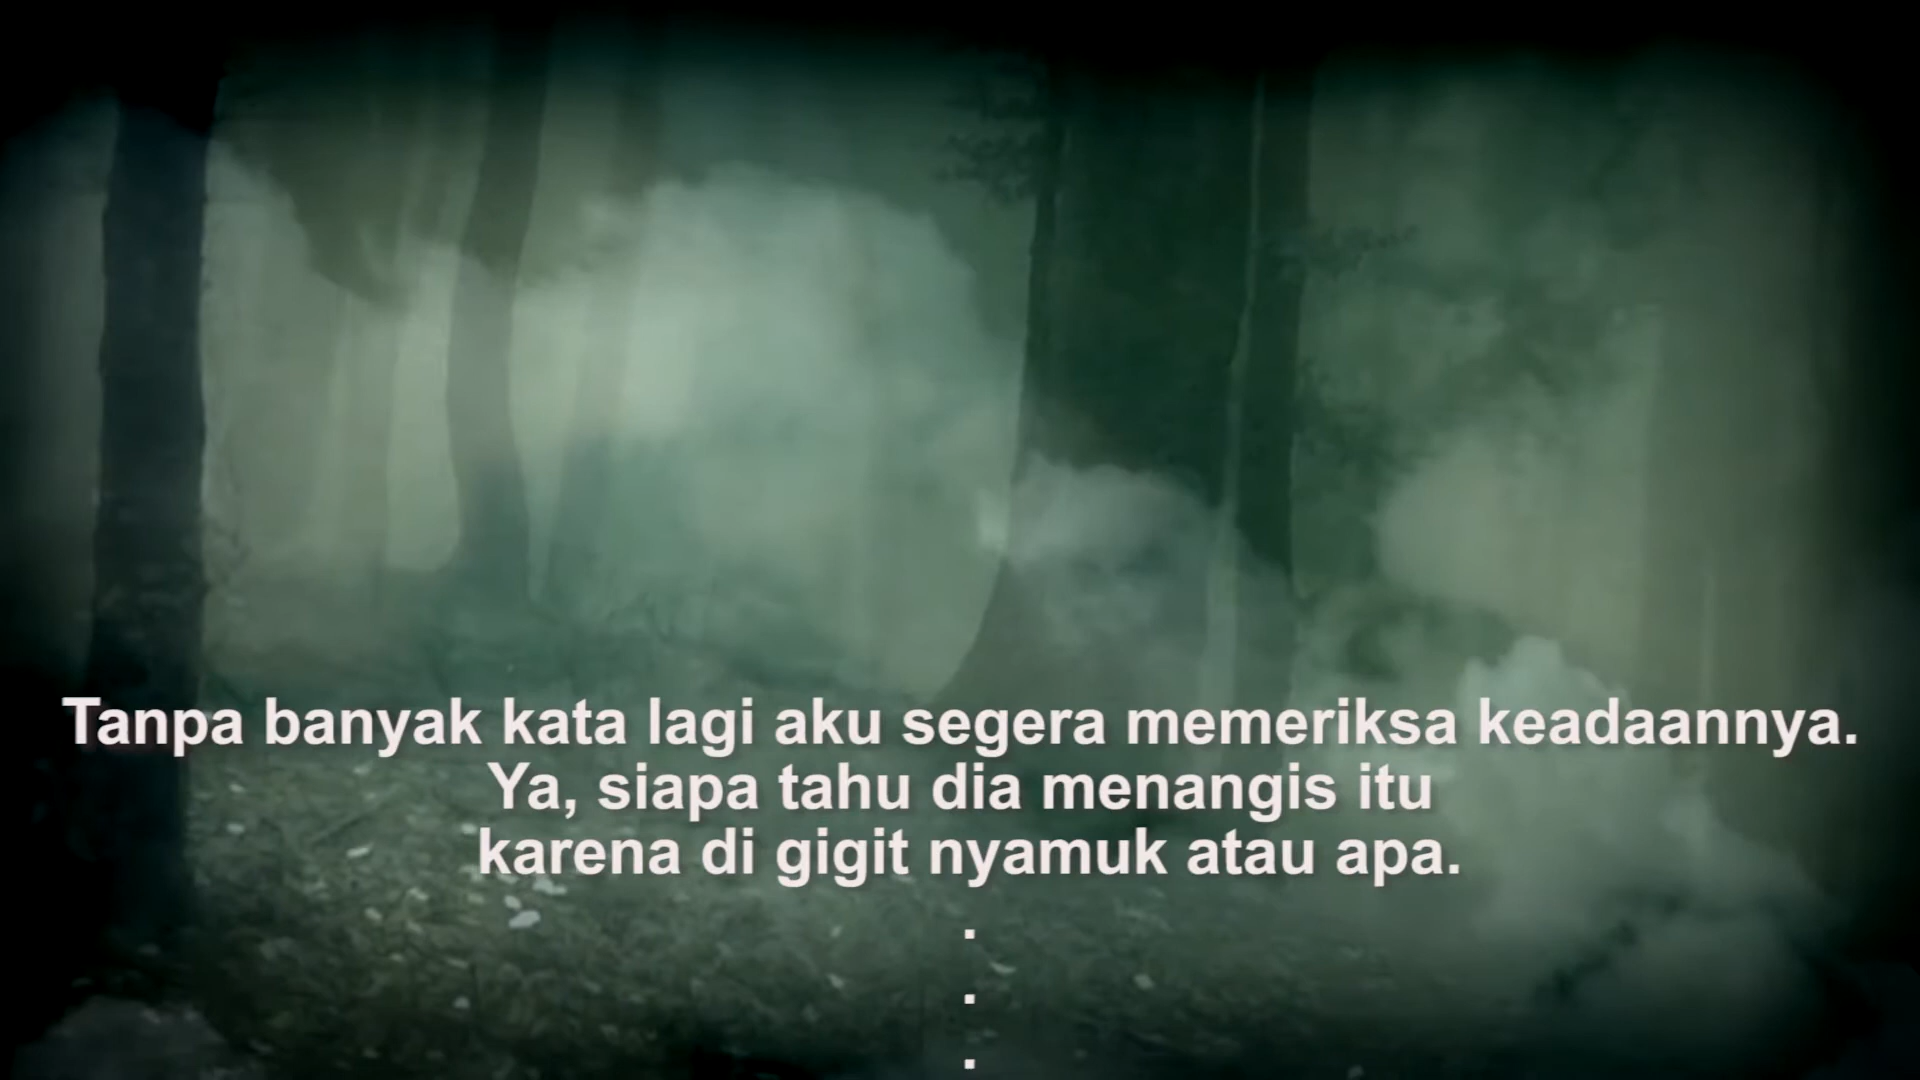 Tanpa banyak kata lagi aku segera memeriksa keadaannya.
Ya, siapa tahu dia menangis itu
karena di gigit nyamuk atau apa.
.
.
.